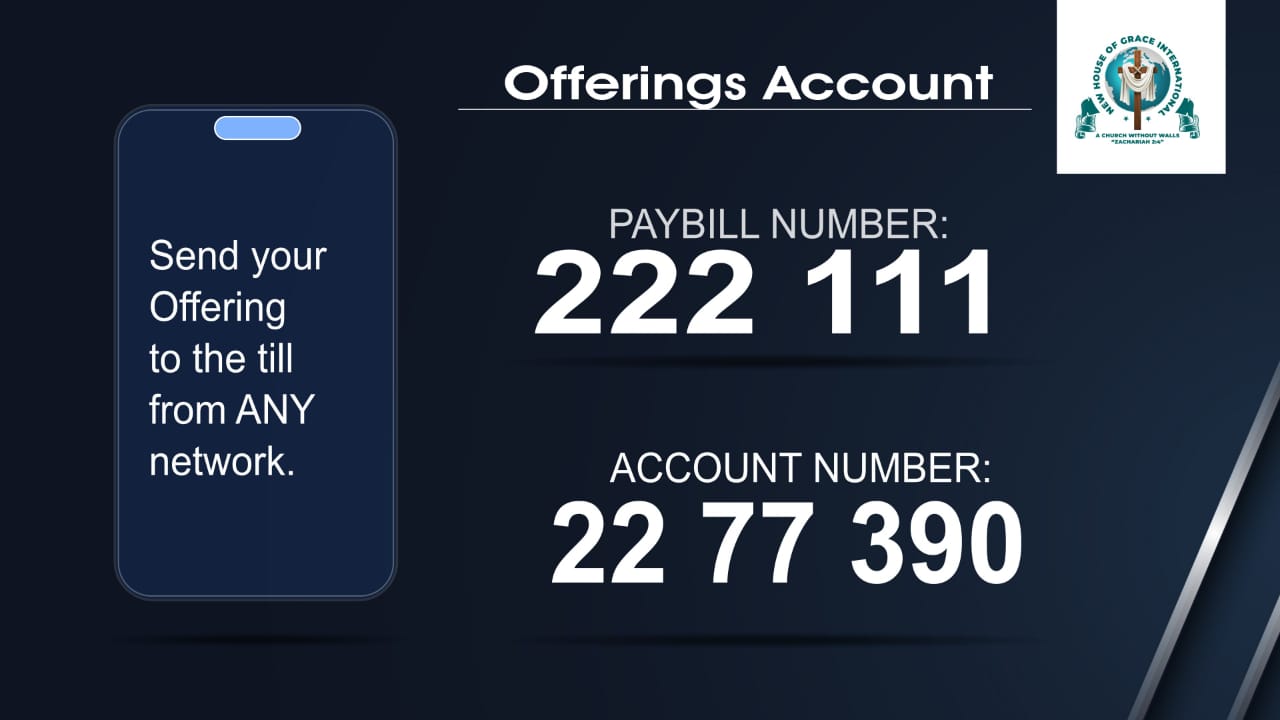 Offerings Account
NEW HOUSE OF GRACE INTERNATIONAL
A CHURCH WITHOUT WALLS
"ZACHARIAH 2:4"
Send your
Offering
to the till
from ANY
network.
PAYBILL NUMBER:
222 111
ACCOUNT NUMBER:
22 77 390